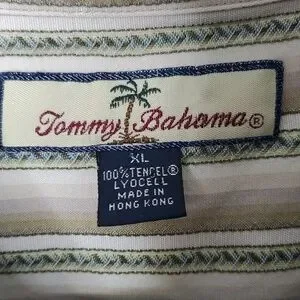 Tommy Bahama®
XL
100% TENCEL®
LYOCELL
MADE IN
HONG KONG